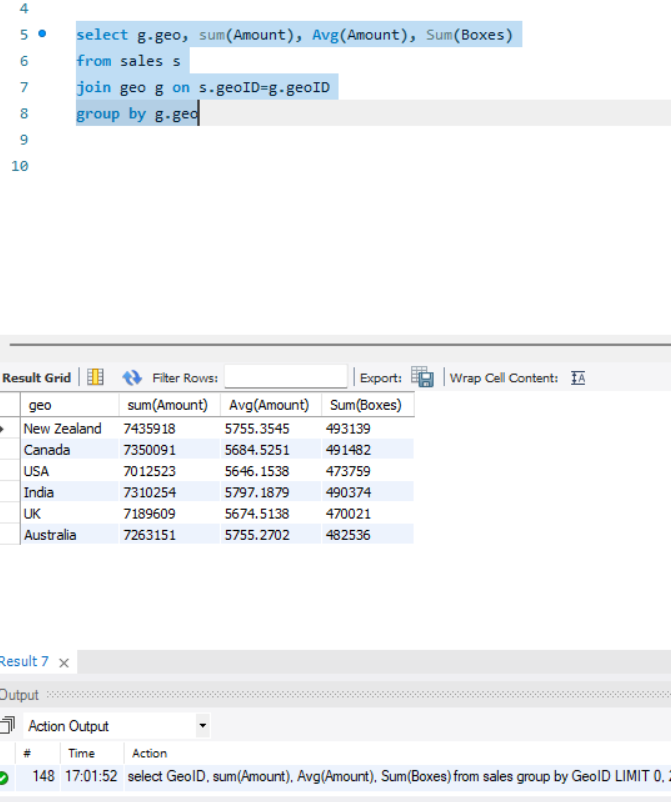 4
5 select g.geo, sum(Amount), Avg(Amount), Sum(Boxes)
6 from sales s
7 join geo g on s.geoID=g.geoID
8 group by g.geo
9
10
Result Grid Filter Rows: Export: Wrap Cell Content: IA
geo sum(Amount) Avg(Amount) Sum(Boxes)
New Zealand 7435918 5755.3545 493139
Canada 7350091 5684.5251 491482
USA 7012523 5646.1538 473759
India 7310254 5797.1879 490374
UK 7189609 5674.5138 470021
Australia 7263151 5755.2702 482536
Result 7 ×
Output
Action Output
# Time Action
148 17:01:52 select GeoID, sum(Amount), Avg(Amount), Sum(Boxes) from sales group by GeoID LIMIT 0,